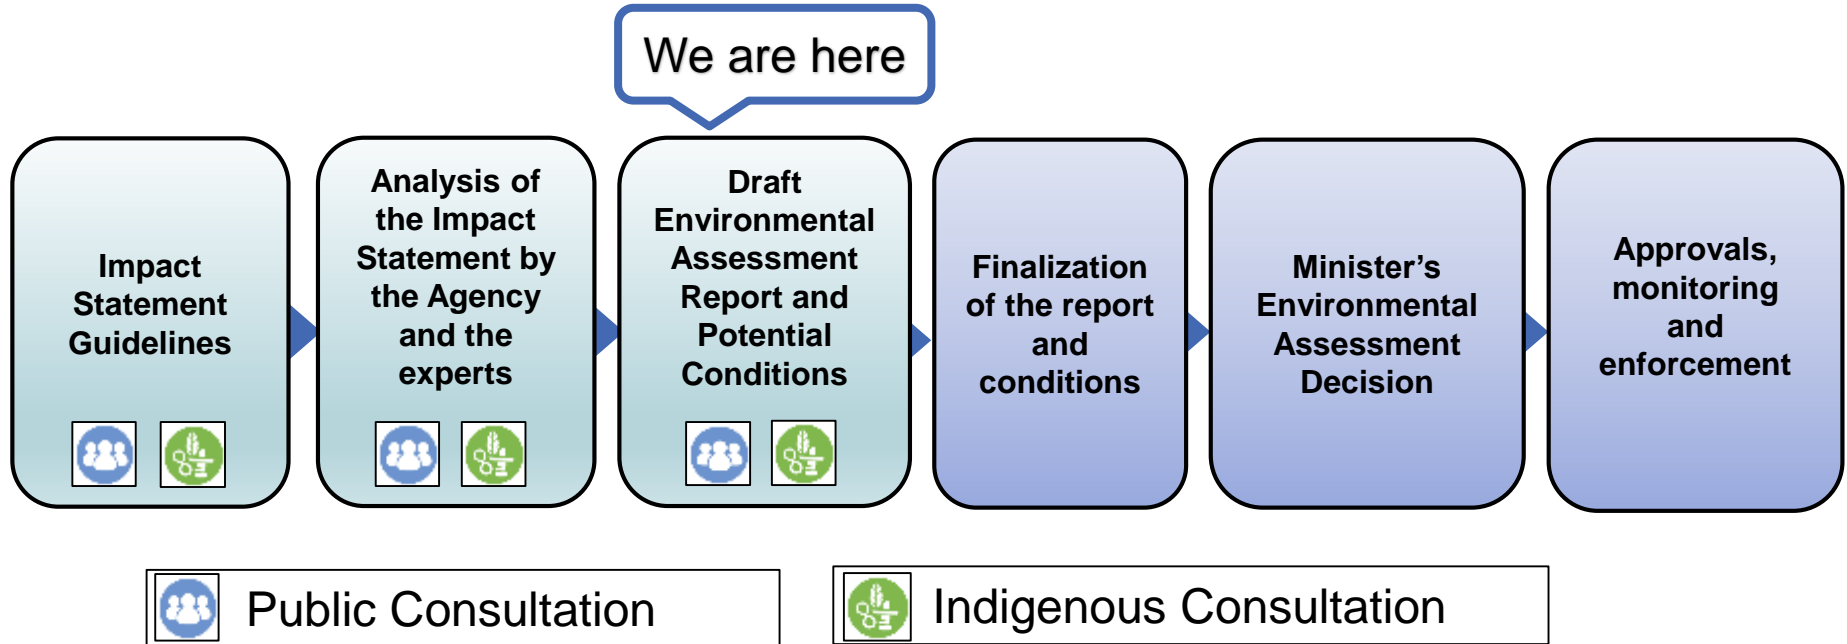 We are here
Impact
Statement
Guidelines
Analysis of
the Impact
Statement by
the Agency
and the
experts
Draft
Environmental
Assessment
Report and
Potential
Conditions
Finalization
of the report
and
conditions
Minister’s
Environmental
Assessment
Decision
Approvals,
monitoring
and
enforcement
Public Consultation
Indigenous Consultation